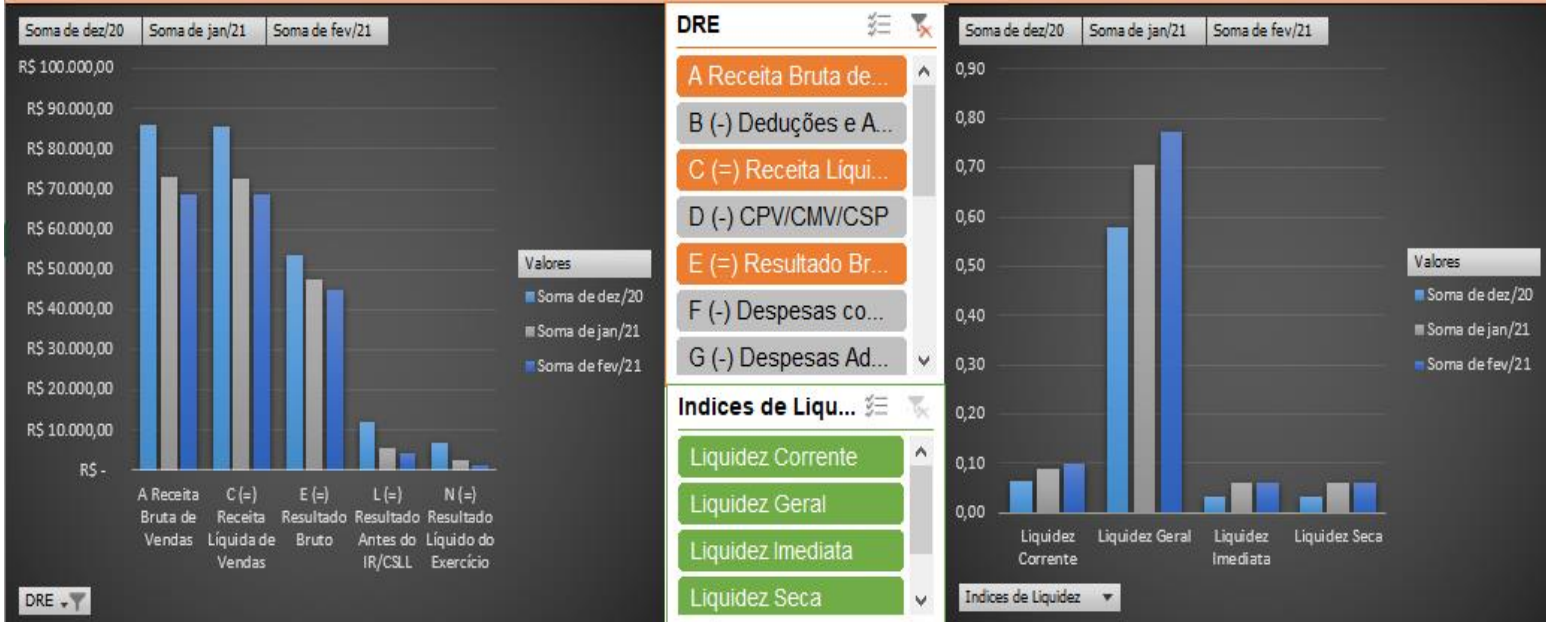 Soma de dez/20 Soma de jan/21 Soma de fev/21
R$ 100.000,00
R$ 90.000,00
R$ 80.000,00
R$ 70.000,00
R$ 60.000,00
R$ 50.000,00
R$ 40.000,00
R$ 30.000,00
R$ 20.000,00
R$ 10.000,00
R$ -
A Receita
Bruta de
Vendas
C (=)
Receita
Líquida de
Vendas
E (=)
Resultado
Bruto
L (=)
Resultado
Antes do
IR/CSLL
N (=)
Resultado
Líquido do
Exercício
Valores
Soma de dez/20
Soma de jan/21
Soma de fev/21
DRE
DRE
A Receita Bruta de...
B (-) Deduções e A...
C (=) Receita Líqui...
D (-) CPV/CMV/CSP
E (=) Resultado Br...
F (-) Despesas co...
G (-) Despesas Ad...
Indices de Liqu...
Liquidez Corrente
Liquidez Geral
Liquidez Imediata
Liquidez Seca
Soma de dez/20 Soma de jan/21 Soma de fev/21
0,90
0,80
0,70
0,60
0,50
0,40
0,30
0,20
0,10
0,00
Liquidez
Corrente
Liquidez Geral
Liquidez
Imediata
Liquidez Seca
Valores
Soma de dez/20
Soma de jan/21
Soma de fev/21
Indices de Liquidez